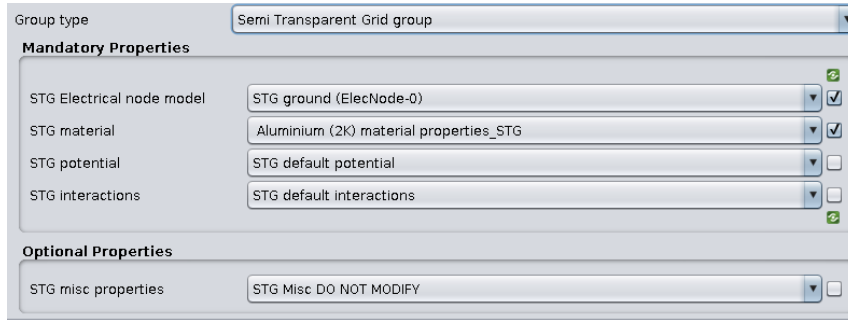 Group type Semi Transparent Grid group
Mandatory Properties
STG Electrical node model STG ground (ElecNode-0)
STG material Aluminium (2K) material properties_STG
STG potential STG default potential
STG interactions STG default interactions
Optional Properties
STG misc properties STG Misc DO NOT MODIFY